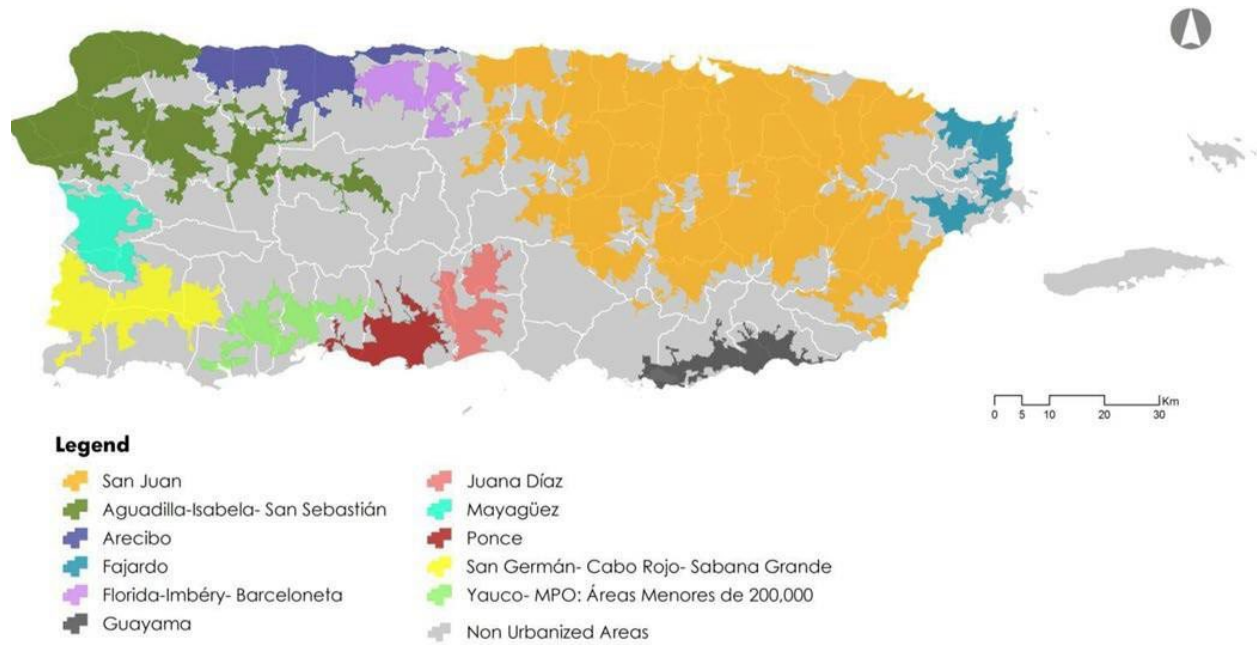 Km
0 5 10 20 30
Legend
San Juan
Aguadilla-Isabela- San Sebastián
Arecibo
Fajardo
Florida-Imbéry- Barceloneta
Guayama
Juana Díaz
Mayagüez
Ponce
San Germán- Cabo Rojo- Sabana Grande
Yauco- MPO: Áreas Menores de 200,000
Non Urbanized Areas